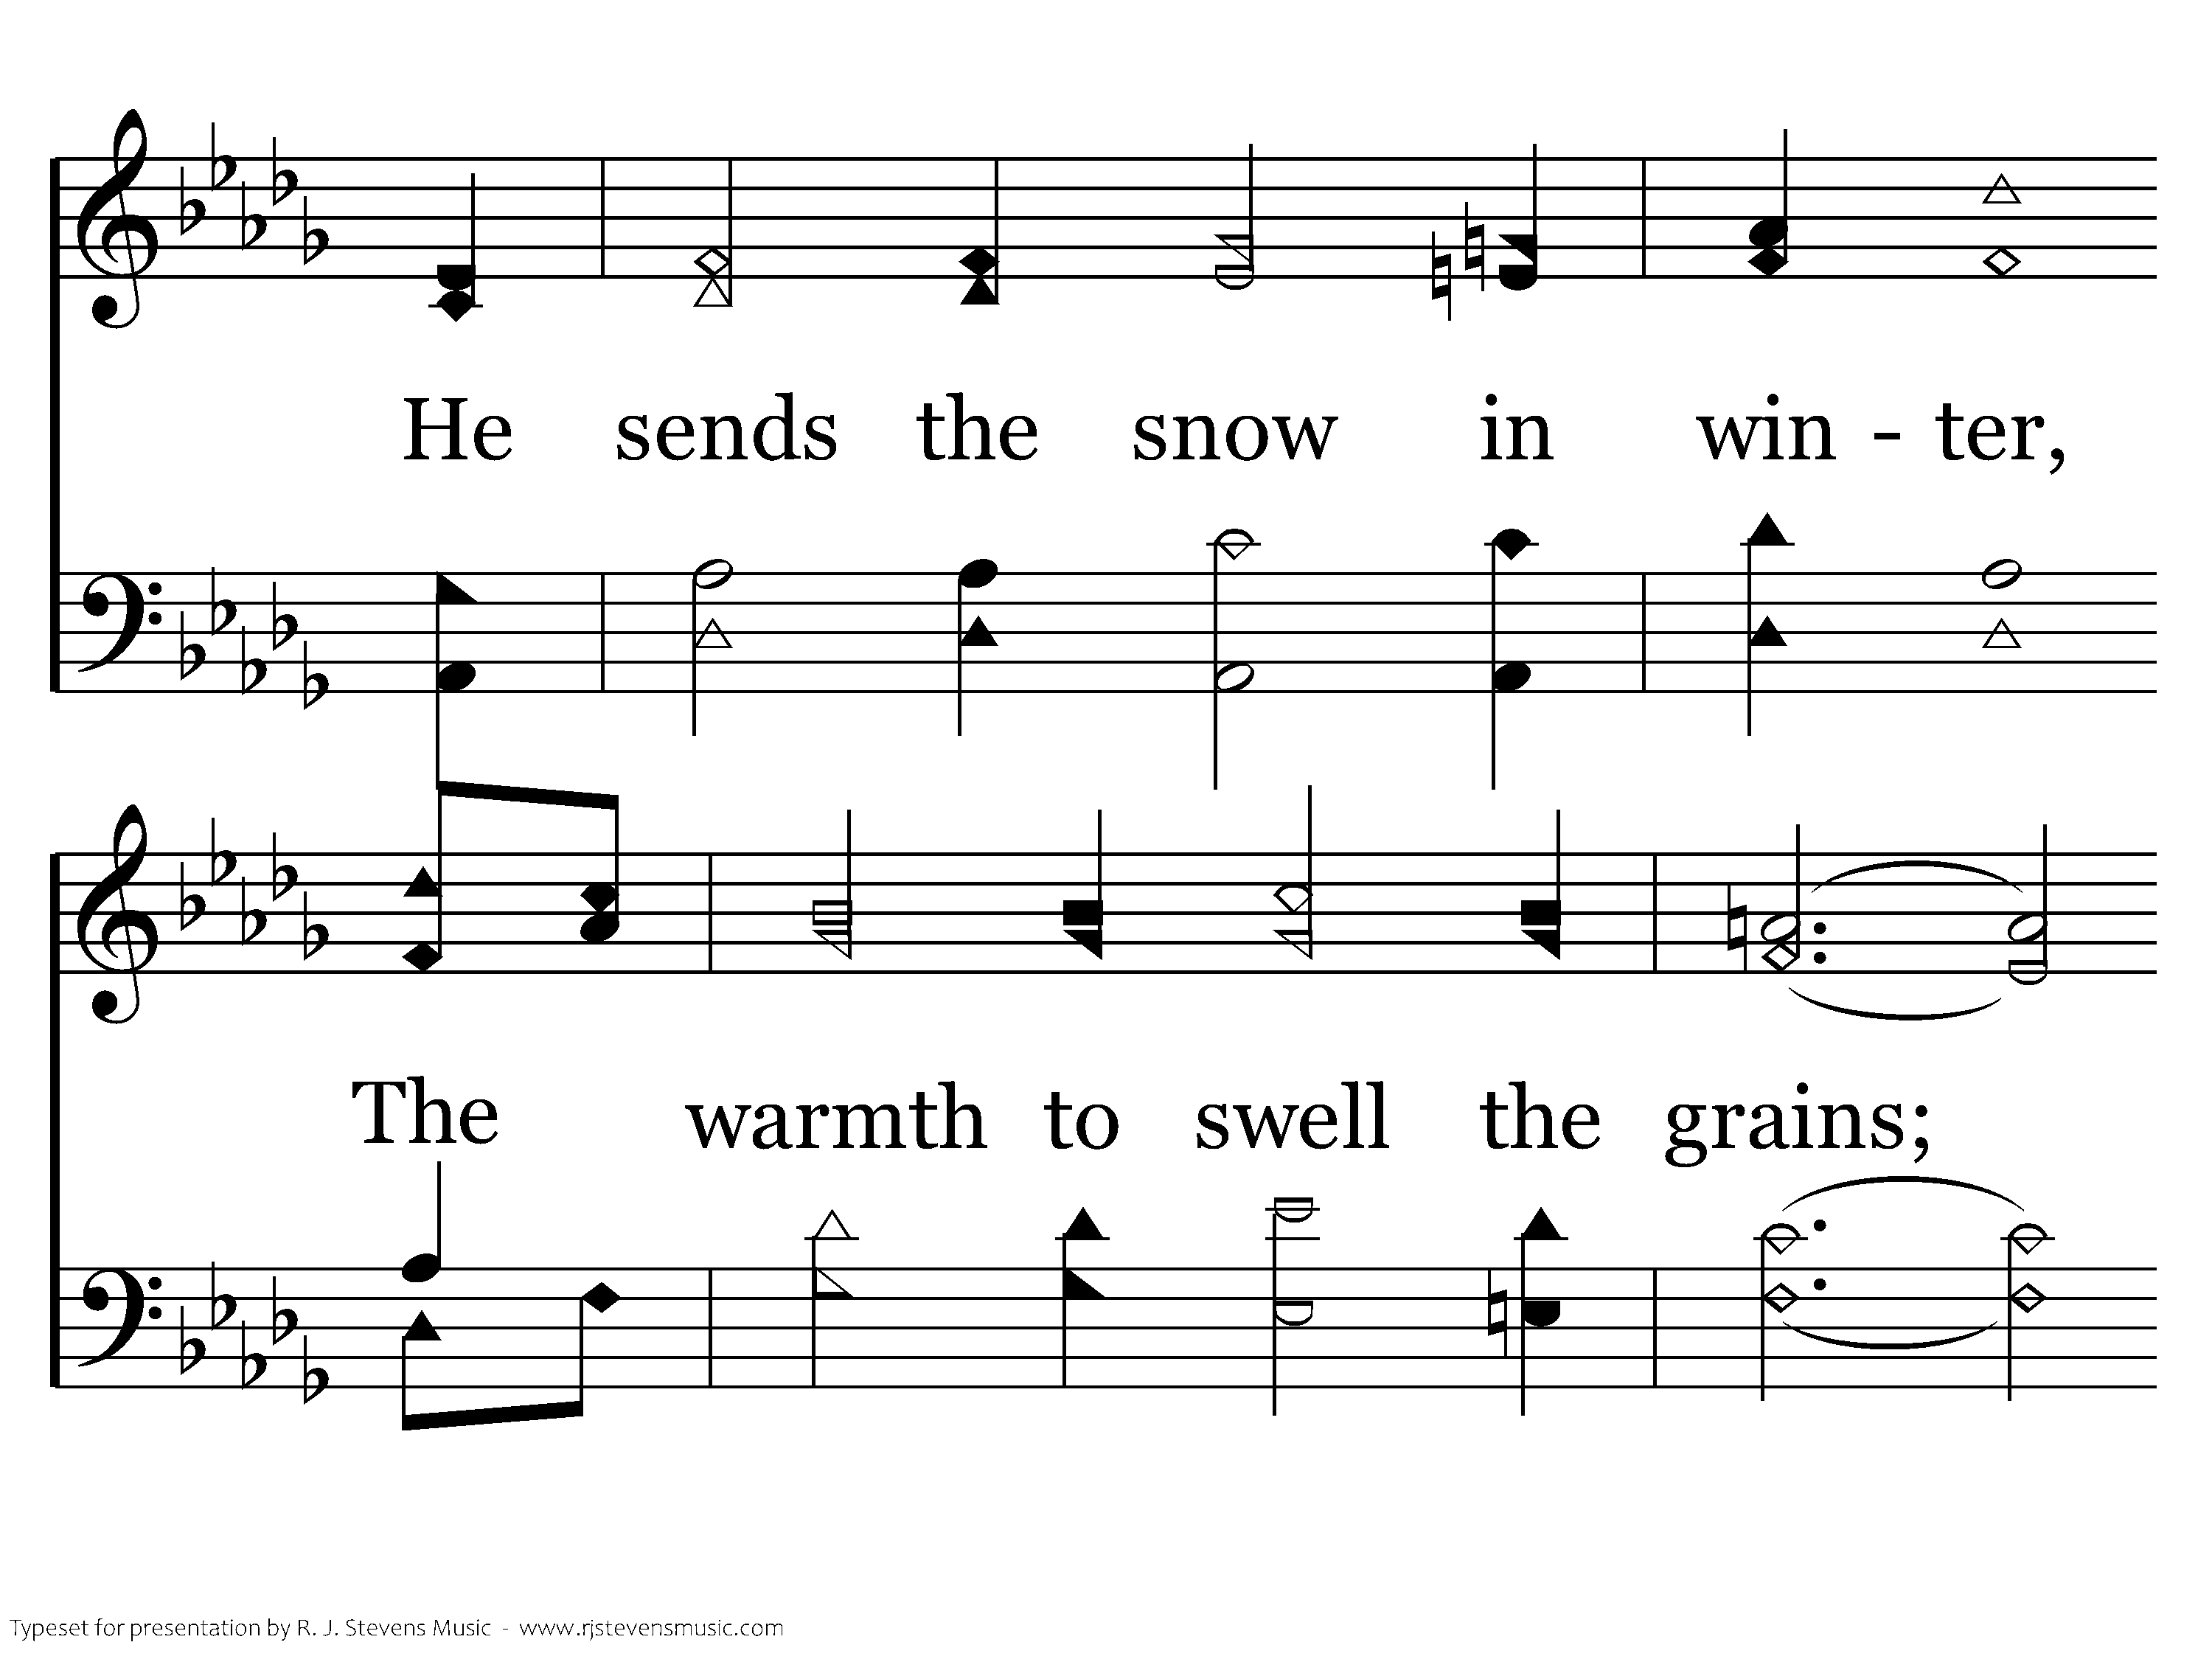 He sends the snow in win - ter,
The warmth to swell the grains;
Typeset for presentation by R. J. Stevens Music - www.rjstevensmusic.com